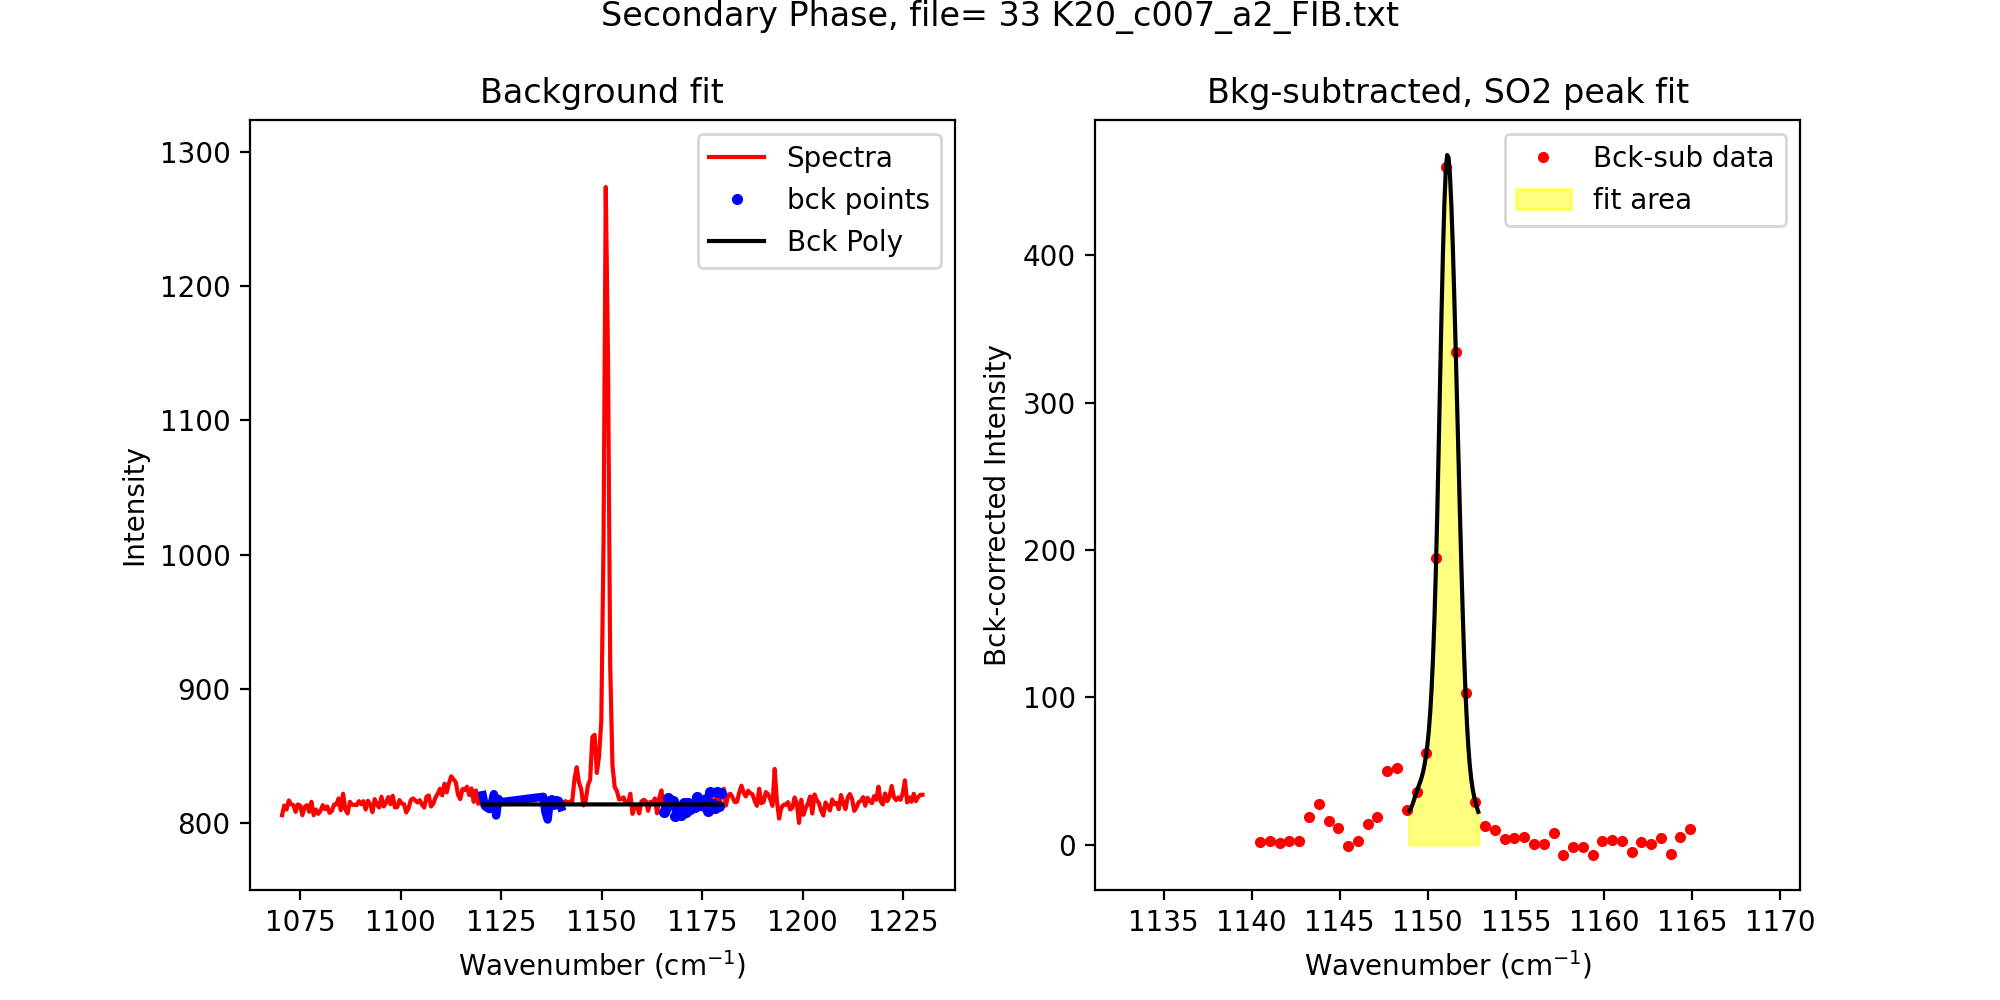 Secondary Phase, file= 33 K20_c007_a2_FIB.txt
Background fit
1300
1200
1100
1000
900
800
Intensity
Spectra
bck points
Bck Poly
1075 1100 1125 1150 1175 1200 1225
Wavenumber (cm⁻¹)
Bkg-subtracted, SO2 peak fit
400
300
200
100
0
Bck-corrected Intensity
Bck-sub data
fit area
1135 1140 1145 1150 1155 1160 1165 1170
Wavenumber (cm⁻¹)